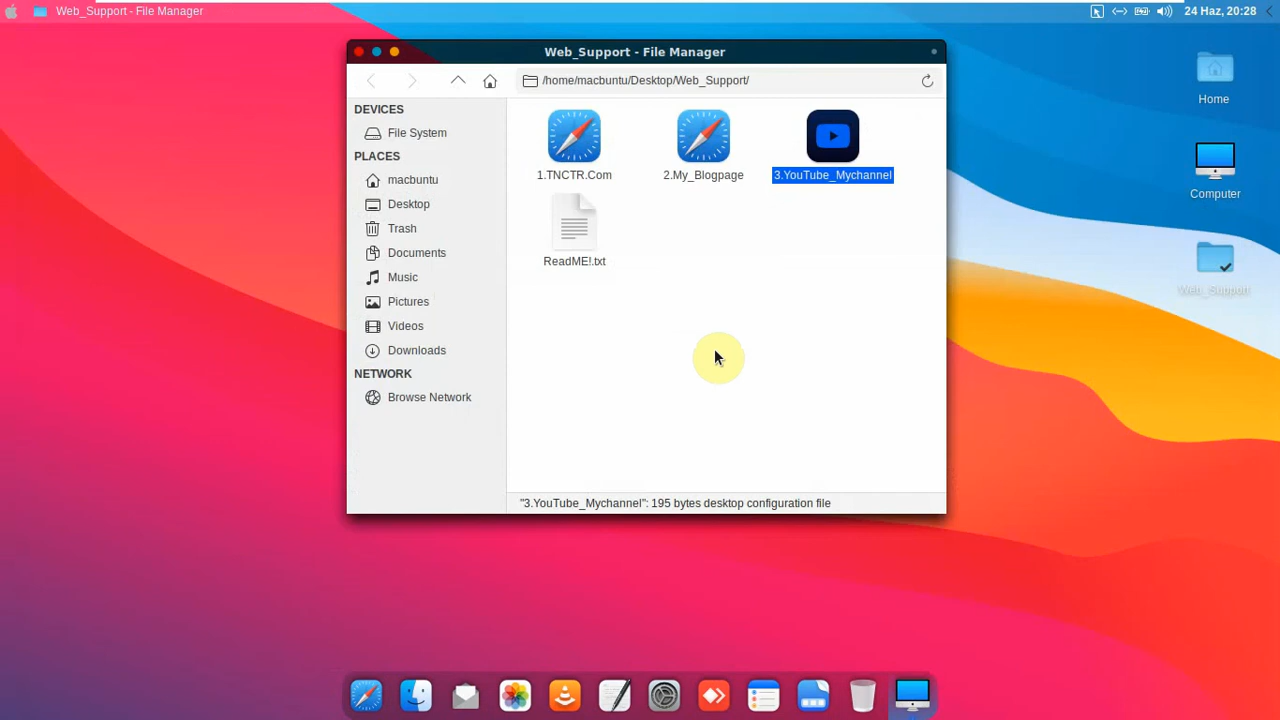 Web_Support - File Manager
24 Haz, 20:28
Web_Support - File Manager
/home/macbuntu/Desktop/Web_Support/
DEVICES
File System
PLACES
macbuntu
Desktop
Trash
Documents
Music
Pictures
Videos
Downloads
NETWORK
Browse Network
1.TNCTR.Com
2.My_Blogpage
3.YouTube_Mychannel
ReadME!.txt
"3.YouTube_Mychannel": 195 bytes desktop configuration file
Home
Computer
Web_Support